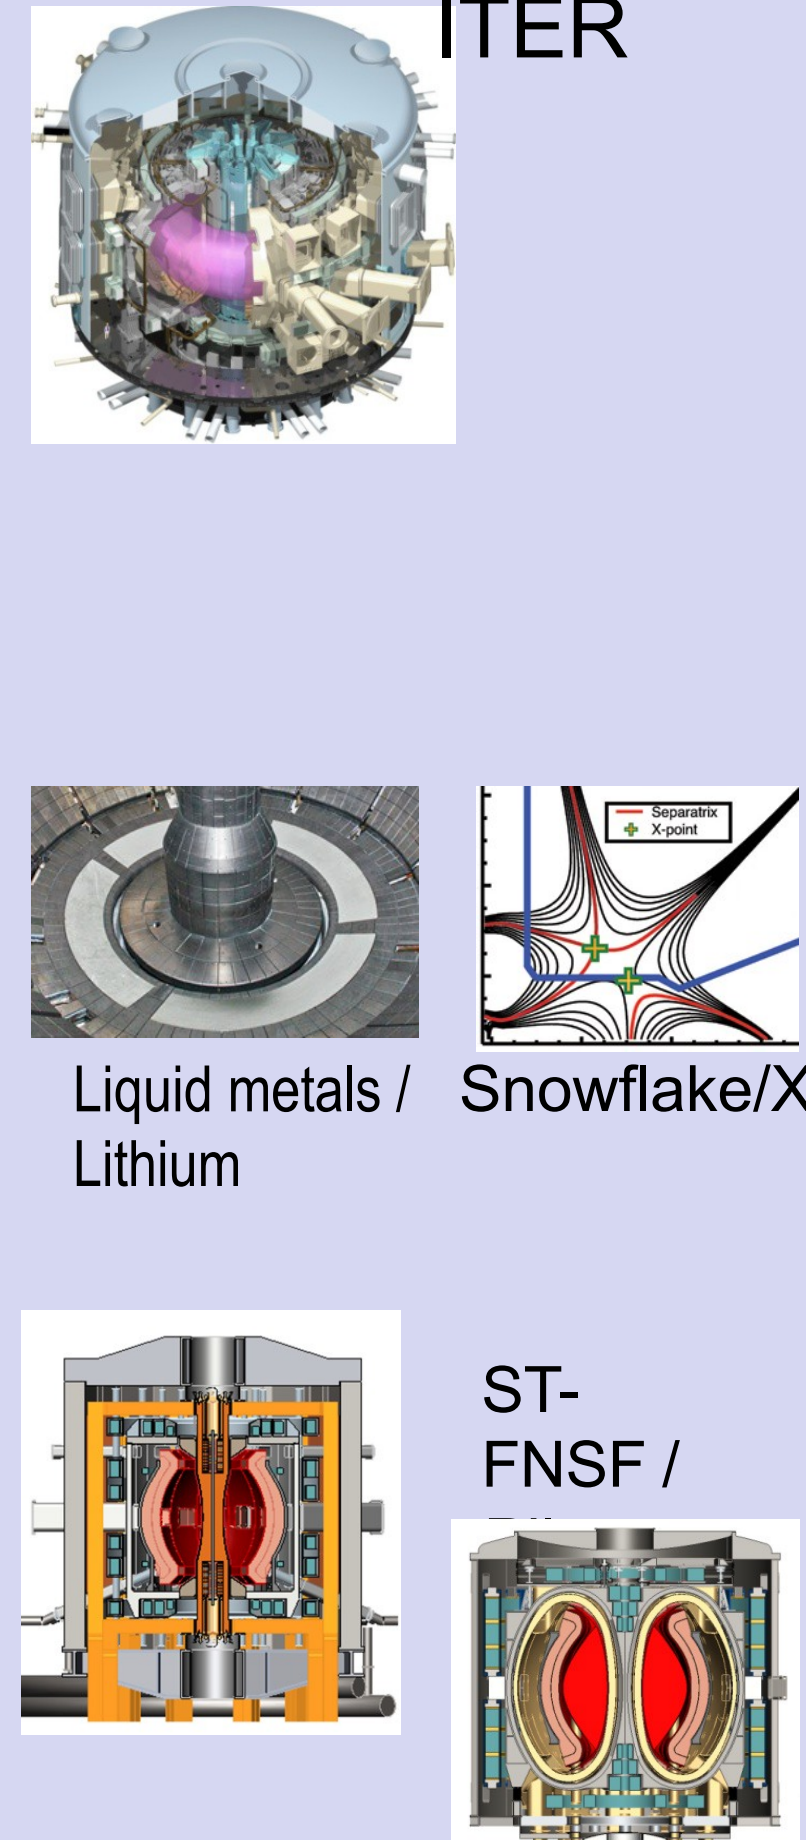 ITER
Separatrix
X-point
Liquid metals /
Lithium
Snowflake/X
ST-
FNSF /